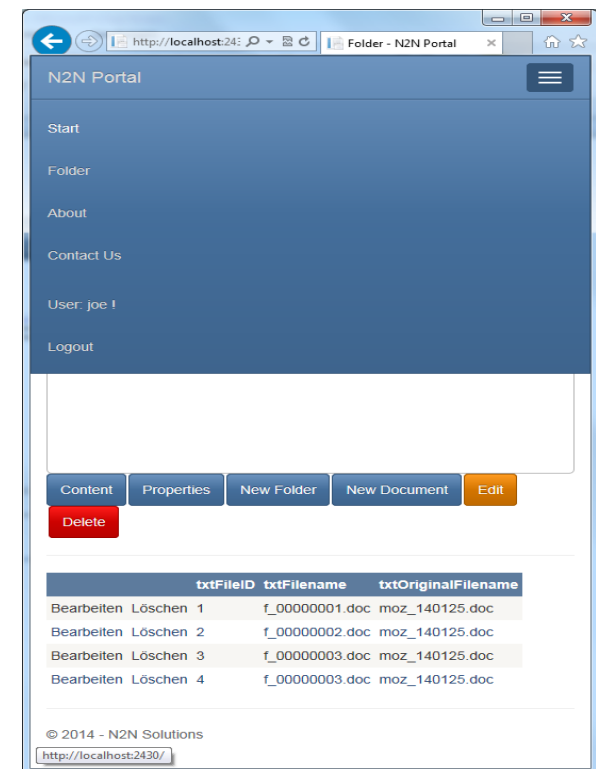 http://localhost:243
Folder - N2N Portal
N2N Portal
Start
Folder
About
Contact Us
User: joe !
Logout
Content Properties New Folder New Document Edit
Delete
txtFileID txtFilename txtOriginalFilename
Bearbeiten Löschen 1 f_00000001.doc moz_140125.doc
Bearbeiten Löschen 2 f_00000002.doc moz_140125.doc
Bearbeiten Löschen 3 f_00000003.doc moz_140125.doc
Bearbeiten Löschen 4 f_00000003.doc moz_140125.doc
© 2014 - N2N Solutions
http://localhost:2430/